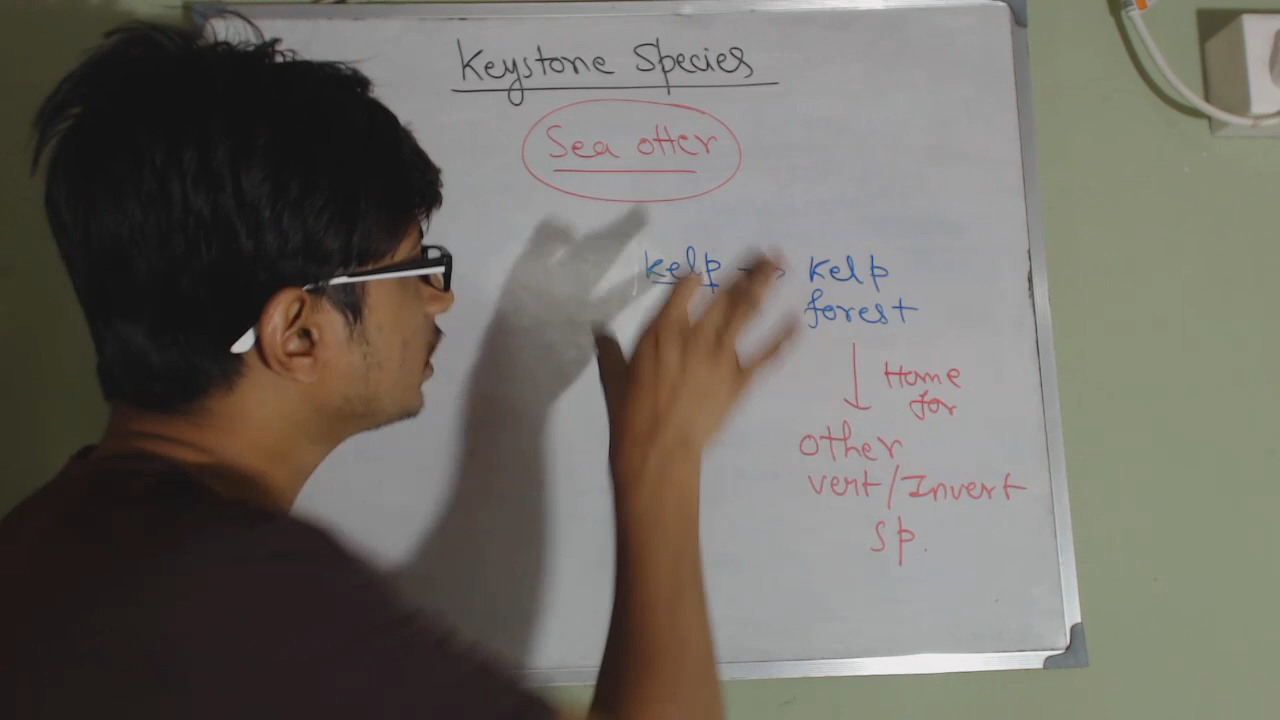 Keystone Species
Sea otter
kelp → kelp
forest
↓ Home
for
other
vert/Invert
sp.